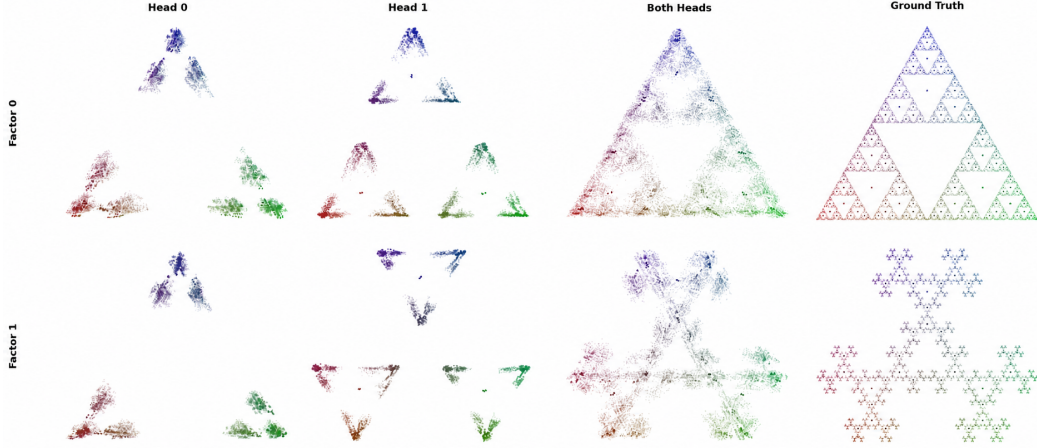 Head 0
Head 1
Both Heads
Ground Truth
Factor 0
Factor 1